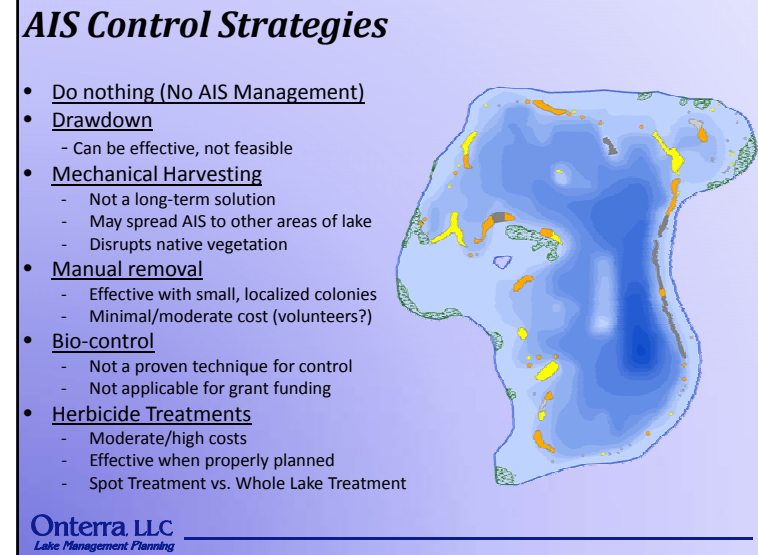 AIS Control Strategies
• Do nothing (No AIS Management)
• Drawdown
- Can be effective, not feasible
• Mechanical Harvesting
- Not a long-term solution
- May spread AIS to other areas of lake
- Disrupts native vegetation
• Manual removal
- Effective with small, localized colonies
- Minimal/moderate cost (volunteers?)
• Bio-control
- Not a proven technique for control
- Not applicable for grant funding
• Herbicide Treatments
- Moderate/high costs
- Effective when properly planned
- Spot Treatment vs. Whole Lake Treatment
Onterra, LLC
Lake Management Planning